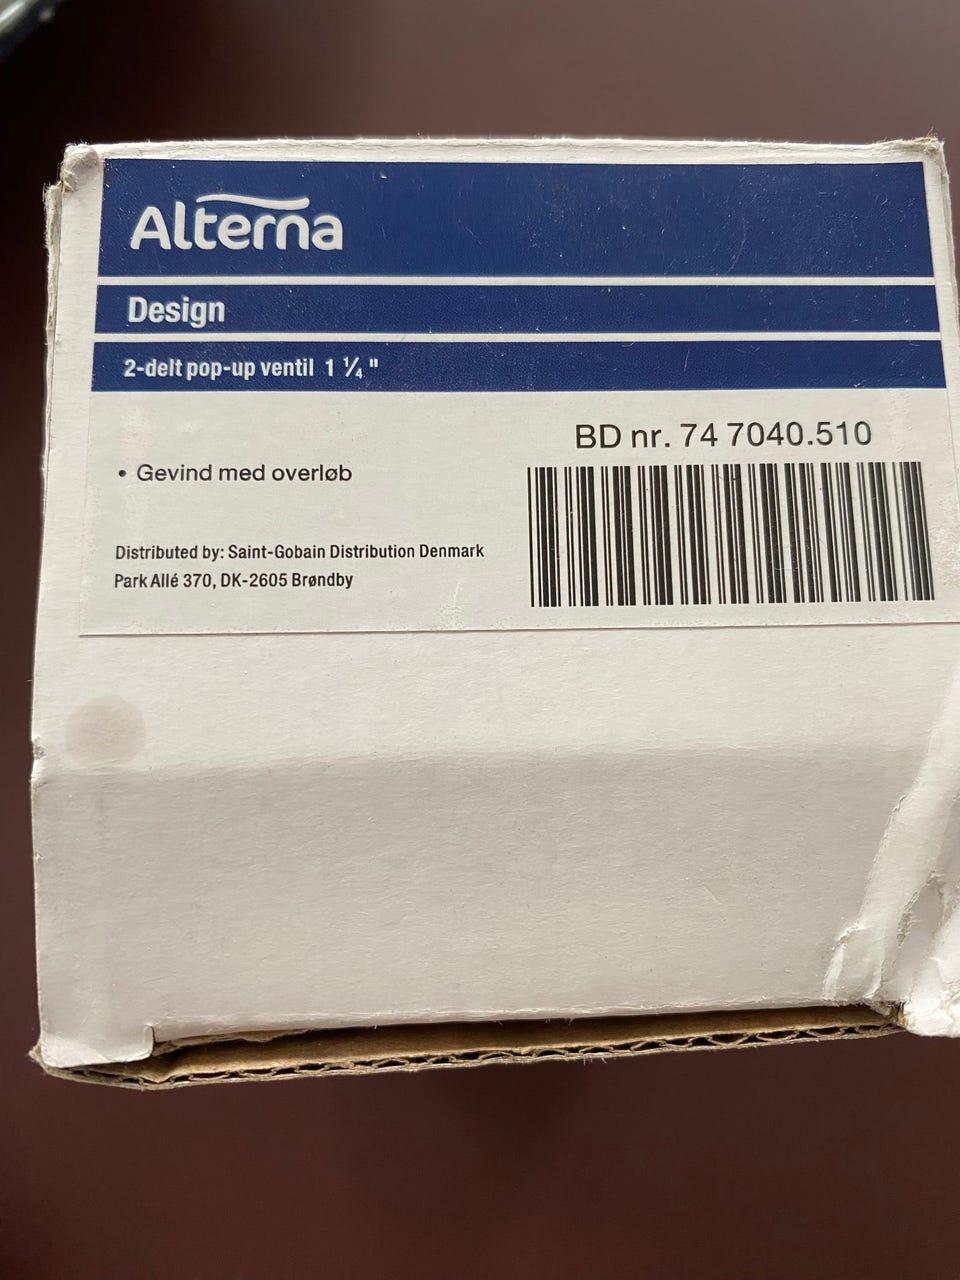 Alterna
Design
2-delt pop-up ventil 1 ¼ "
BD nr. 74 7040.510
• Gevind med overløb
Distributed by: Saint-Gobain Distribution Denmark
Park Allé 370, DK-2605 Brøndby